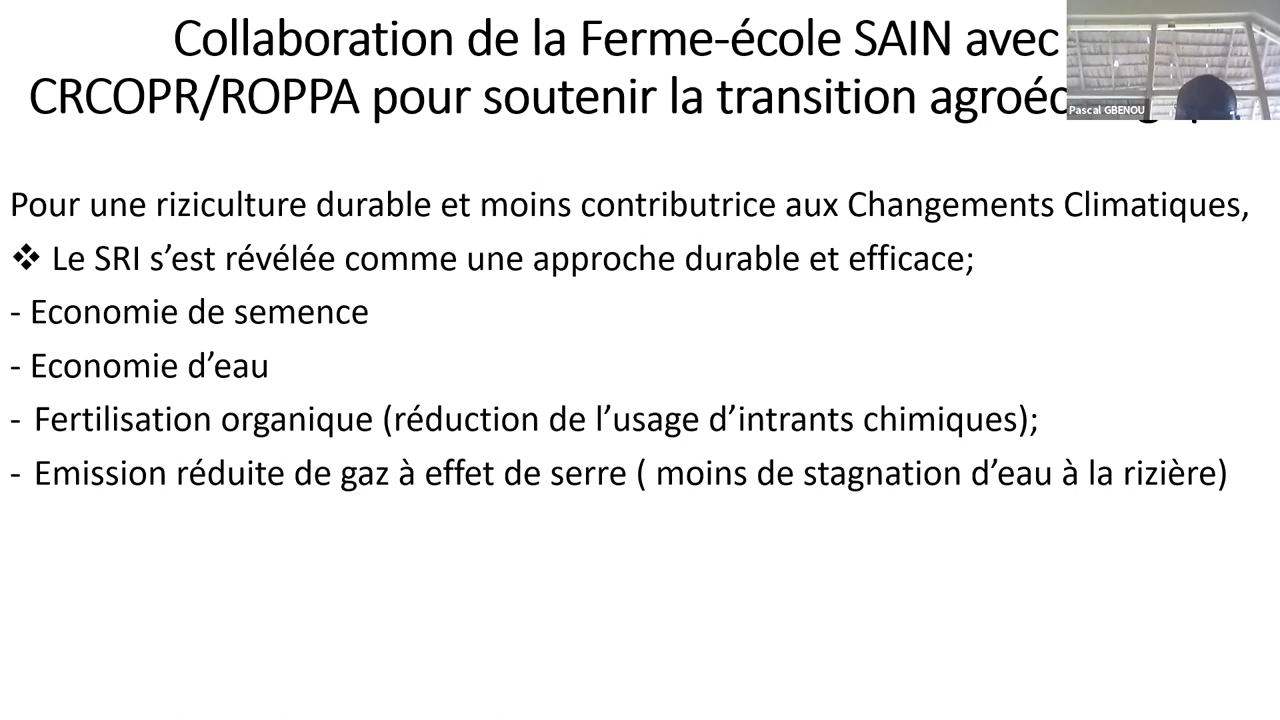 Collaboration de la Ferme-école SAIN avec
CRCOPR/ROPPA pour soutenir la transition
Pascal GBENOU
Pour une riziculture durable et moins contributrice aux Changements Climatiques,
❖ Le SRI s’est révélée comme une approche durable et efficace;
- Economie de semence
- Economie d’eau
- Fertilisation organique (réduction de l’usage d’intrants chimiques);
- Emission réduite de gaz à effet de serre ( moins de stagnation d’eau à la rizière)